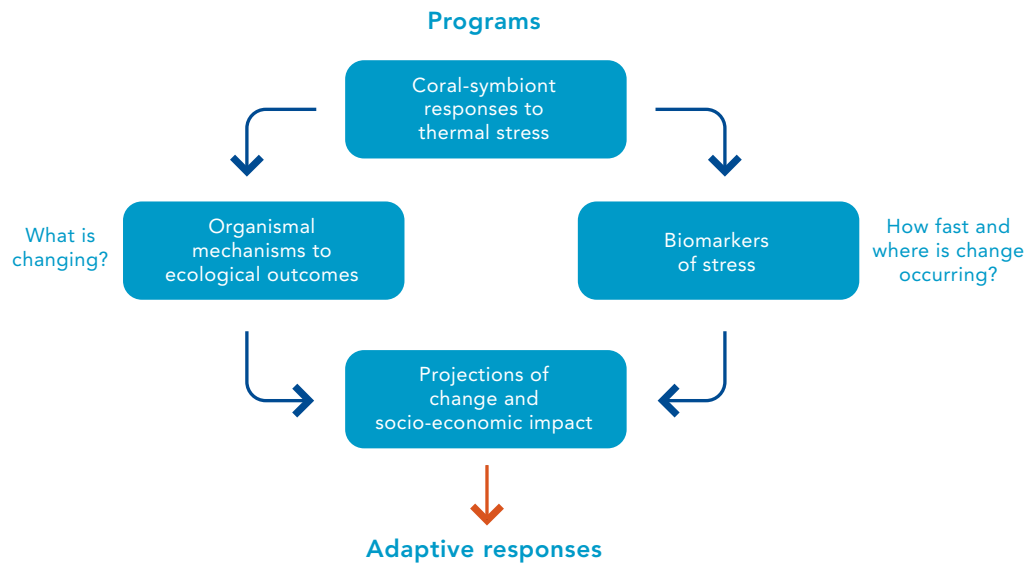 Programs
Coral-symbiont
responses to
thermal stress
What is
changing?
Organismal
mechanisms to
ecological outcomes
Biomarkers
of stress
How fast and
where is change
occurring?
Projections of
change and
socio-economic impact
Adaptive responses